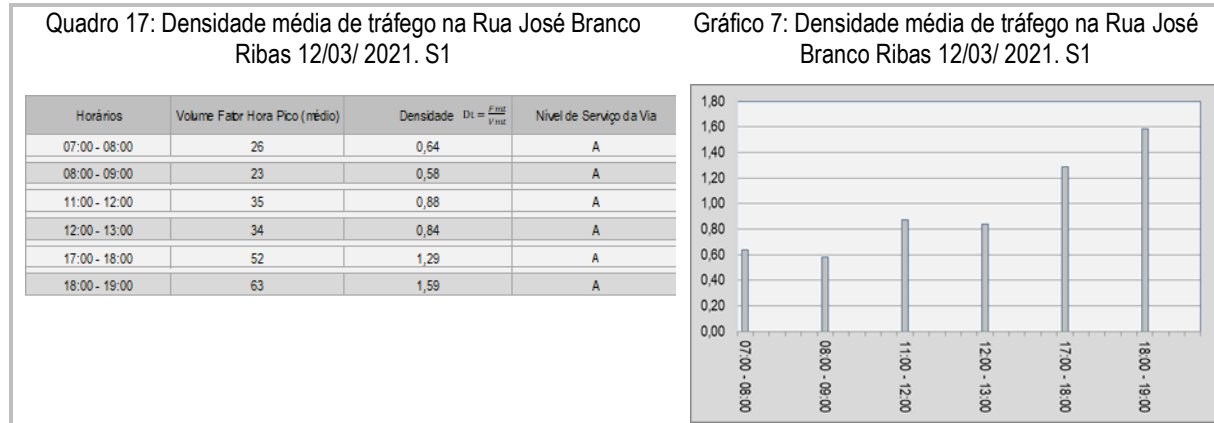 Quadro 17: Densidade média de tráfego na Rua José Branco
Ribas 12/03/ 2021. S1
Horários Volume Fator Hora Pico (médio) Densidade Dt = Fmt/Vmt Nível de Serviço da Via
07:00 - 08:00 26 0,64 A
08:00 - 09:00 23 0,58 A
11:00 - 12:00 35 0,88 A
12:00 - 13:00 34 0,84 A
17:00 - 18:00 52 1,29 A
18:00 - 19:00 63 1,59 A
Gráfico 7: Densidade média de tráfego na Rua José
Branco Ribas 12/03/ 2021. S1
1,80
1,60
1,40
1,20
1,00
0,80
0,60
0,40
0,20
0,00
07:00 - 08:00
08:00 - 09:00
11:00 - 12:00
12:00 - 13:00
17:00 - 18:00
18:00 - 19:00